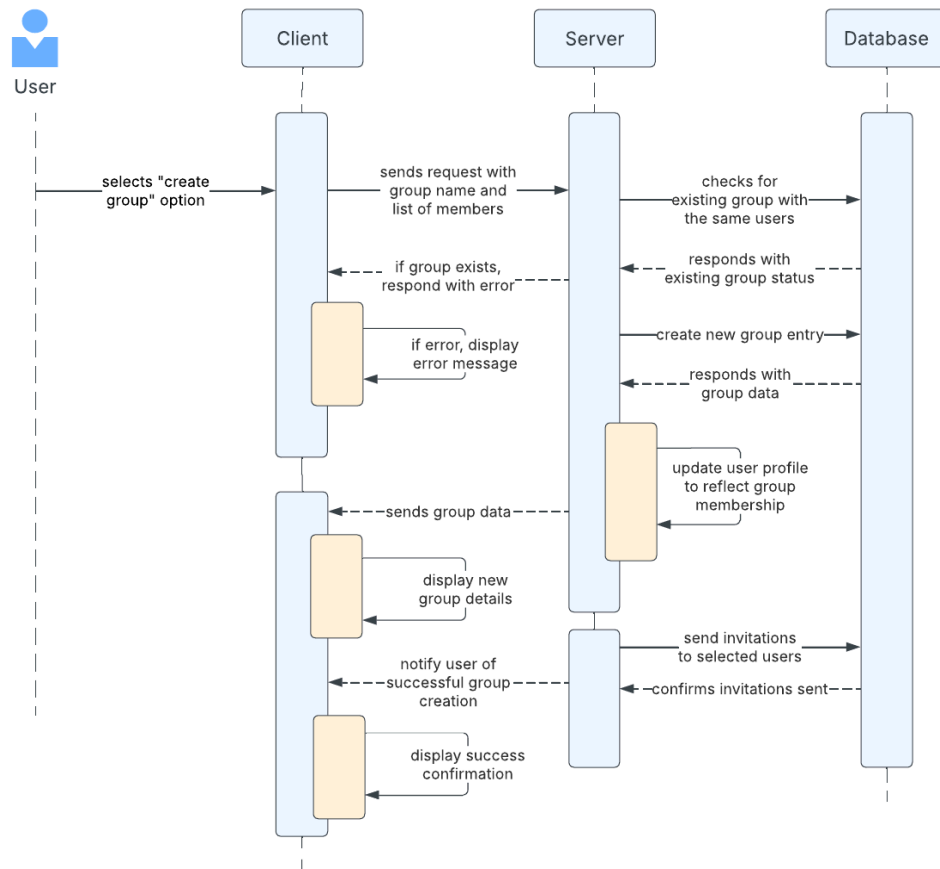 Client
Server
Database
User
selects "create
group" option
sends request with
group name and
list of members
checks for
existing group with
the same users
if group exists,
respond with error
responds with
existing group status
if error, display
error message
create new group entry
responds with
group data
update user profile
to reflect group
membership
sends group data
display new
group details
send invitations
to selected users
notify user of
successful group
creation
confirms invitations sent
display success
confirmation